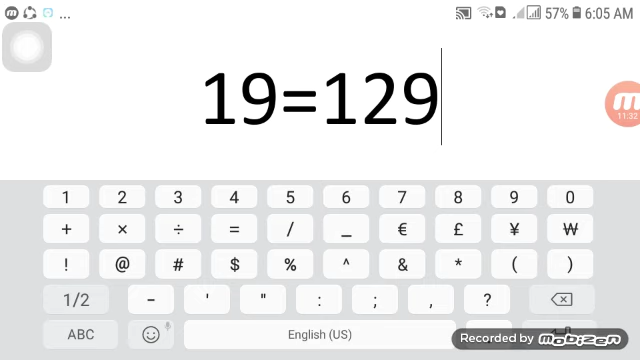 ... 57% 6:05 AM
19=129
11:32
1 2 3 4 5 6 7 8 9 0
+ × ÷ = / _ € £ ¥ ₩
! @ # $ % ^ & * ( )
1/2 - ' " : ; , ?
ABC English (US)
Recorded by mobizen